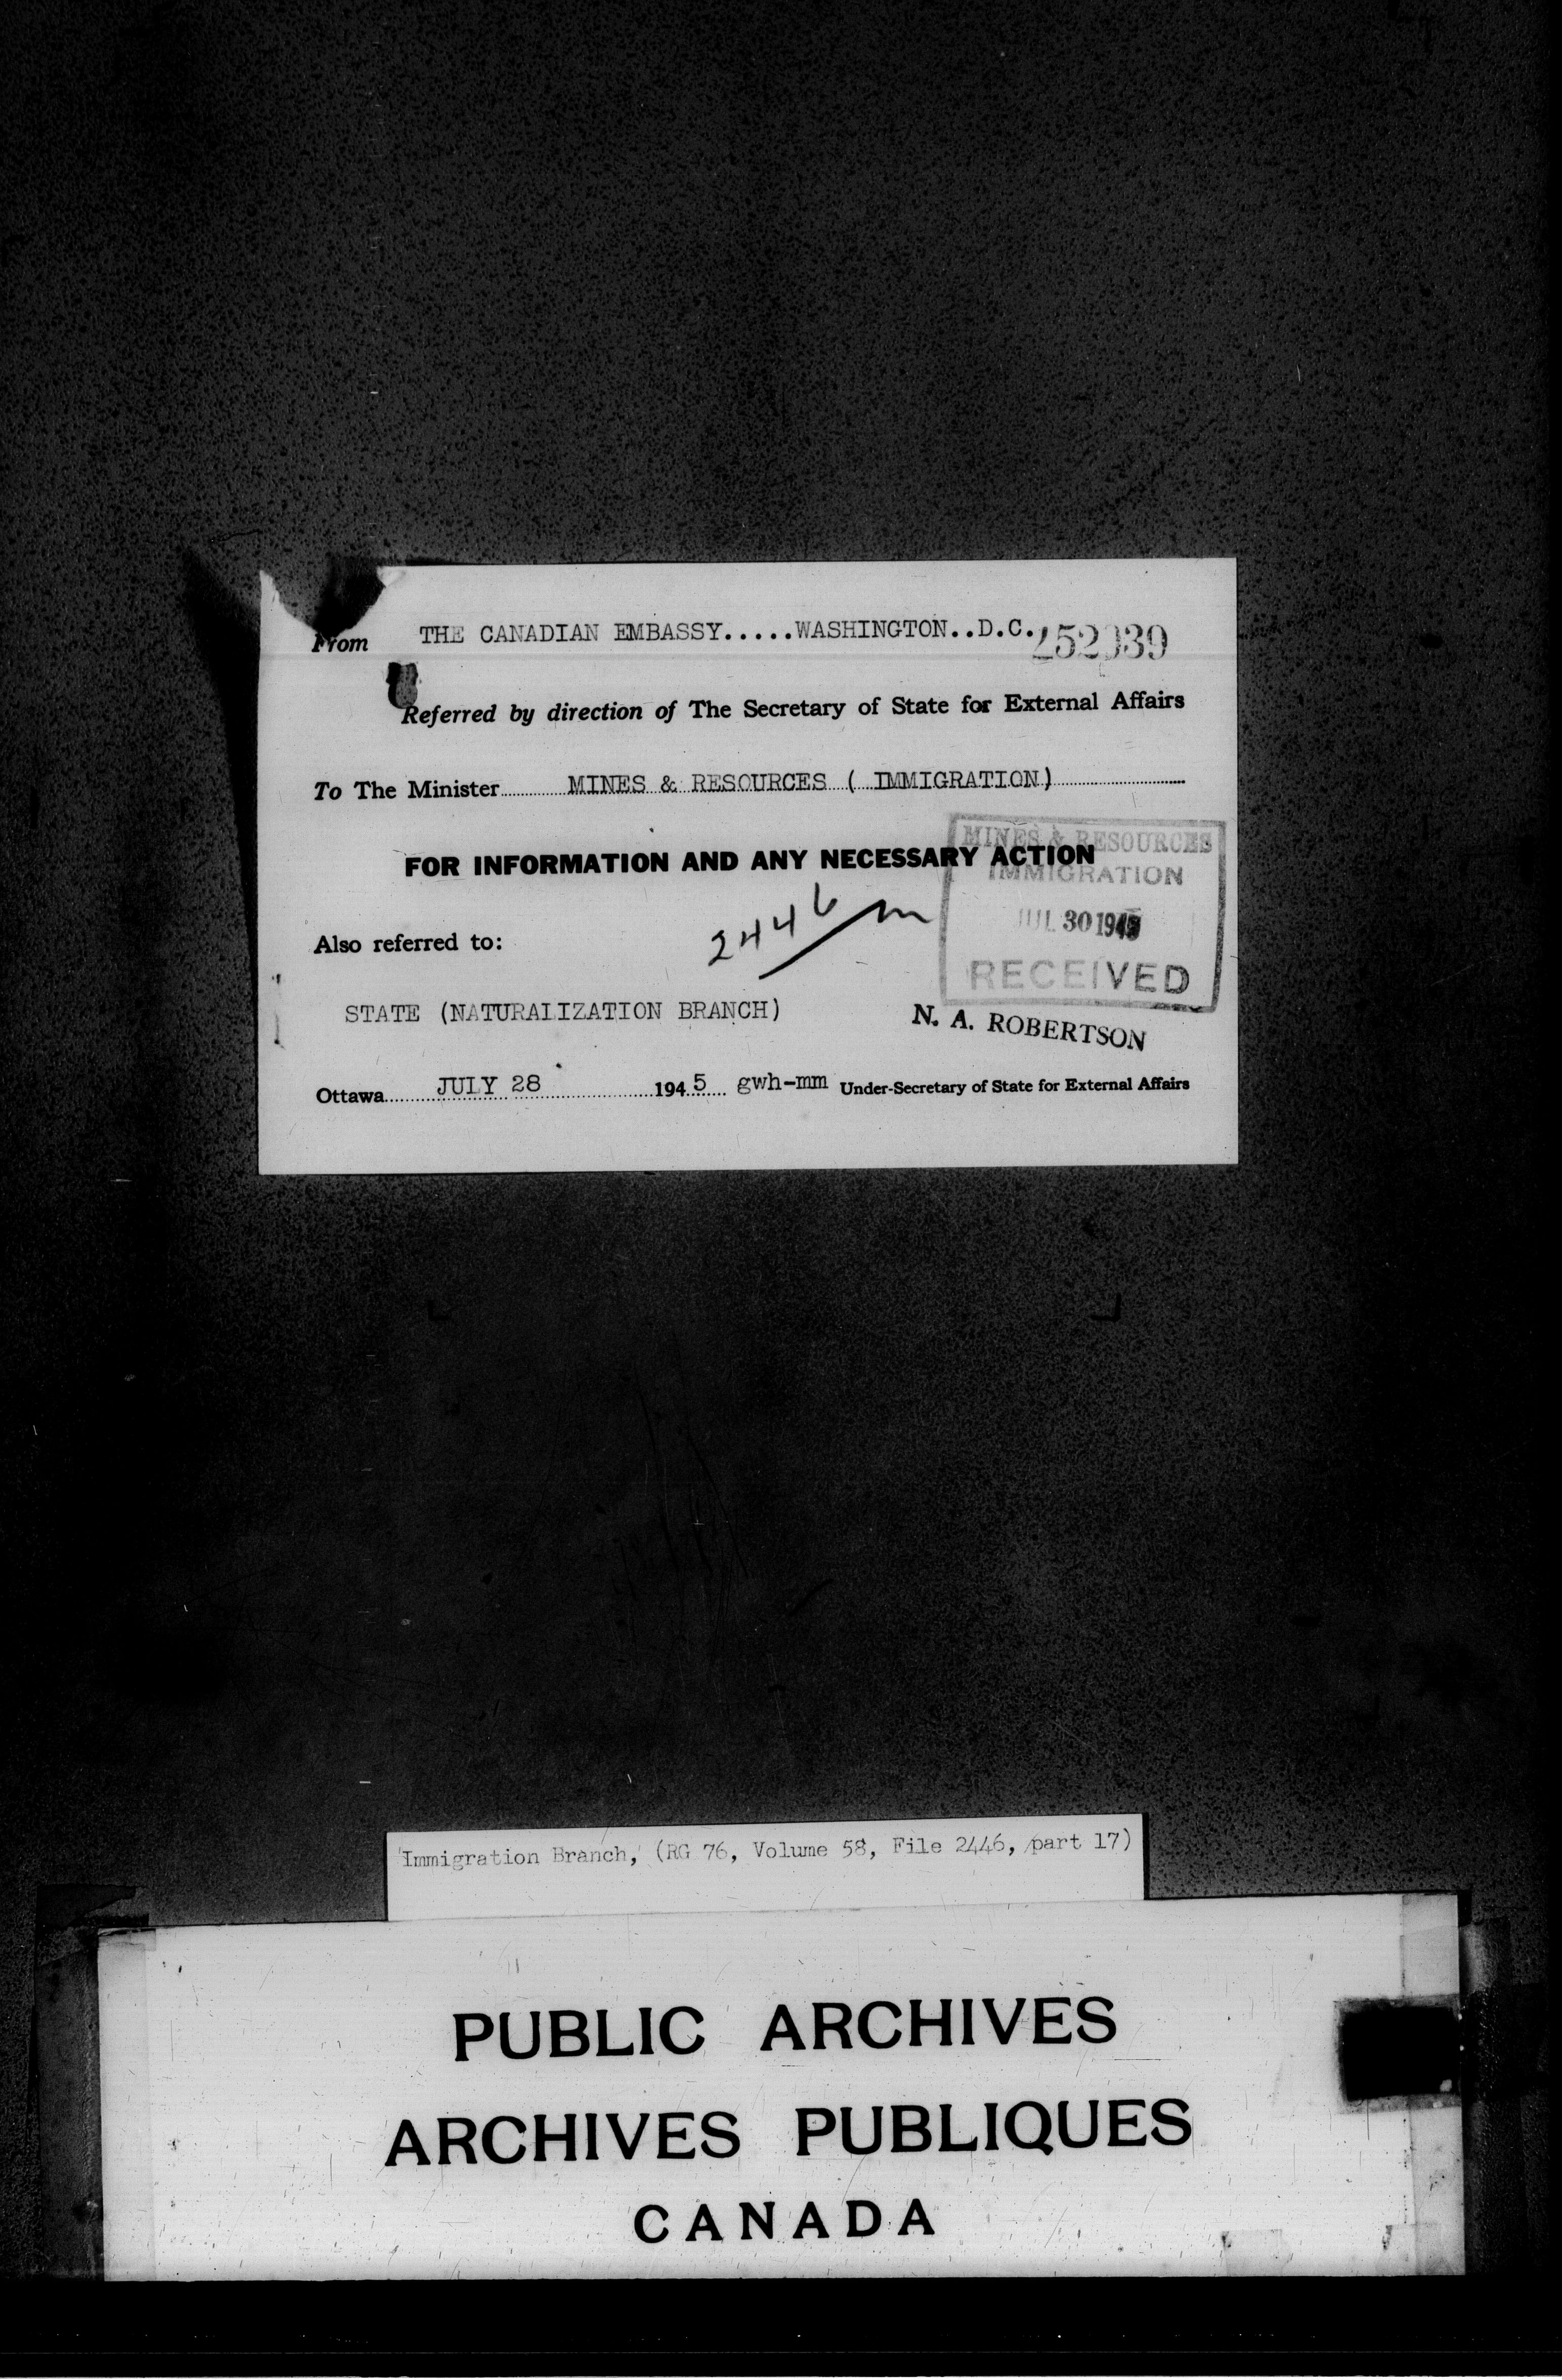 From THE CANADIAN EMBASSY.....WASHINGTON..D.C.
Referred by direction of The Secretary of State for External Affairs
To The Minister MINES & RESOURCES ( IMMIGRATION)
MINES & RESOURCES
FOR INFORMATION AND ANY NECESSARY ACTION
IMMIGRATION
2446
JUL 30 1945
Also referred to:
RECEIVED
STATE (NATURALIZATION BRANCH)
N. A. ROBERTSON
Ottawa JULY 28 1945 gwh-mm Under-Secretary of State for External Affairs
Immigration Branch, (RG 76, Volume 58, File 2446, part 17)
PUBLIC ARCHIVES
ARCHIVES PUBLIQUES
CANADA